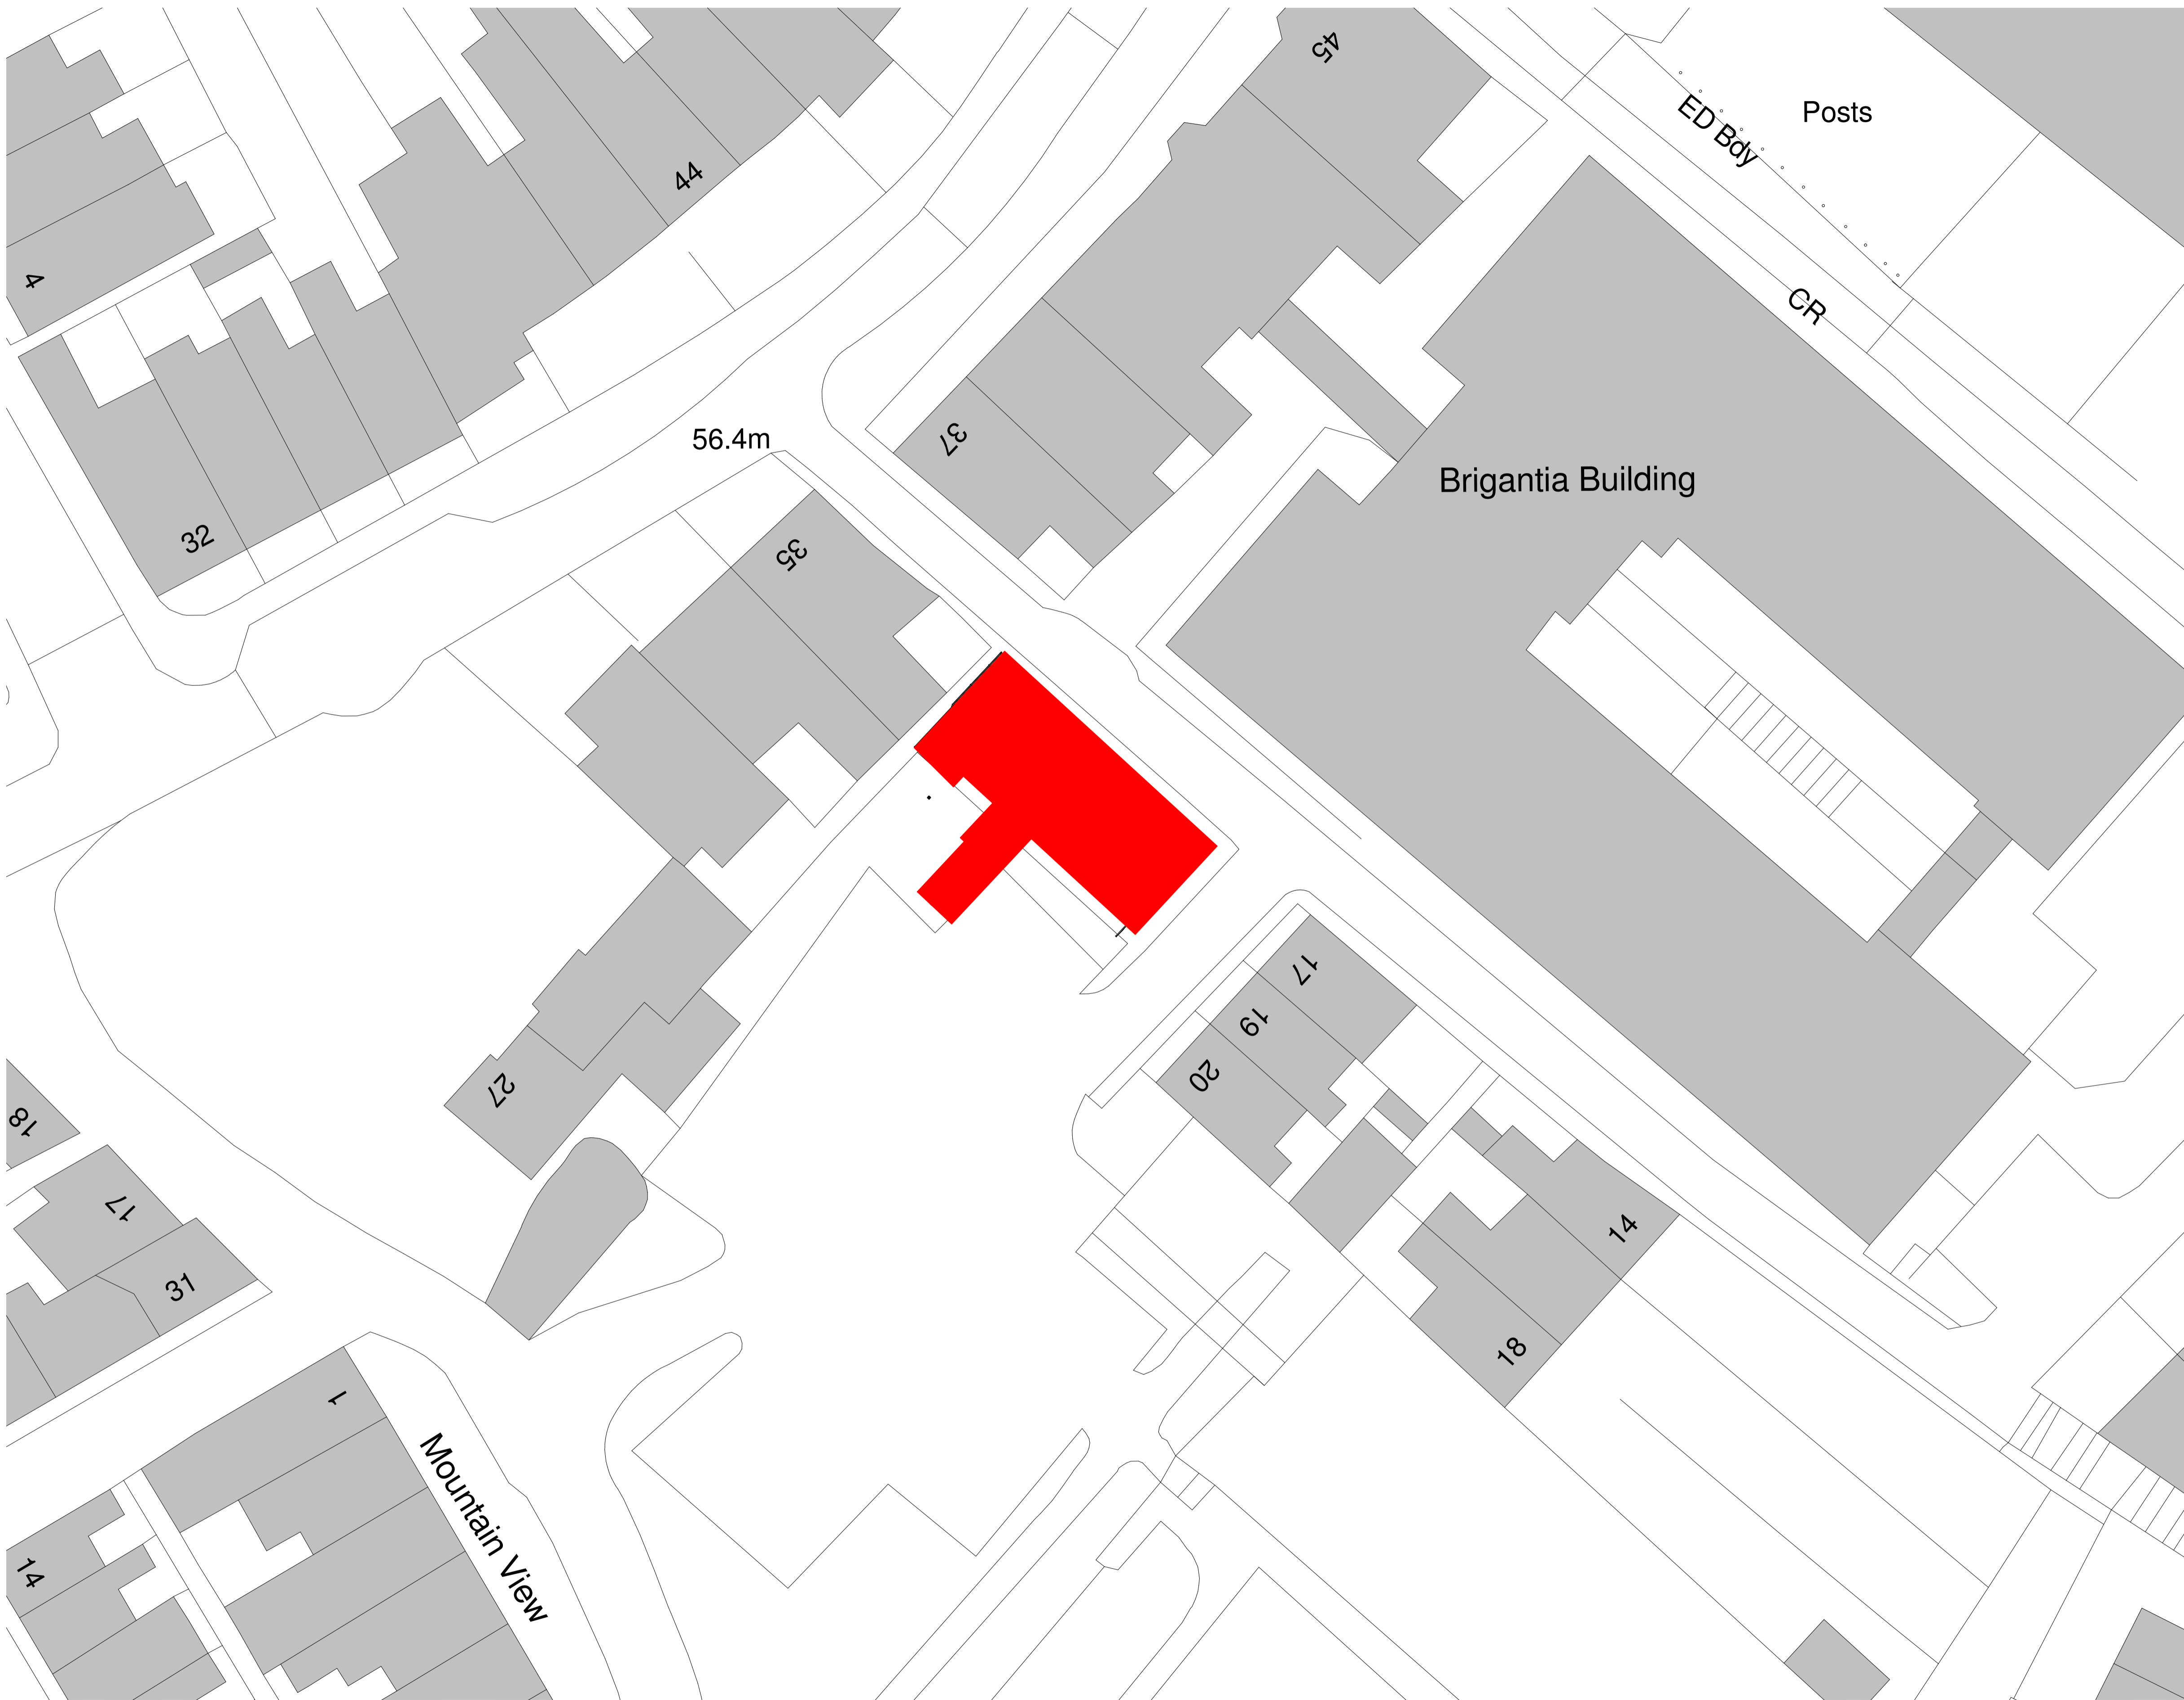 45
Posts
ED Bdy
44
4
CR
56.4m
37
Brigantia Building
32
35
17
19
20
27
18
17
14
31
18
1
Mountain View
14